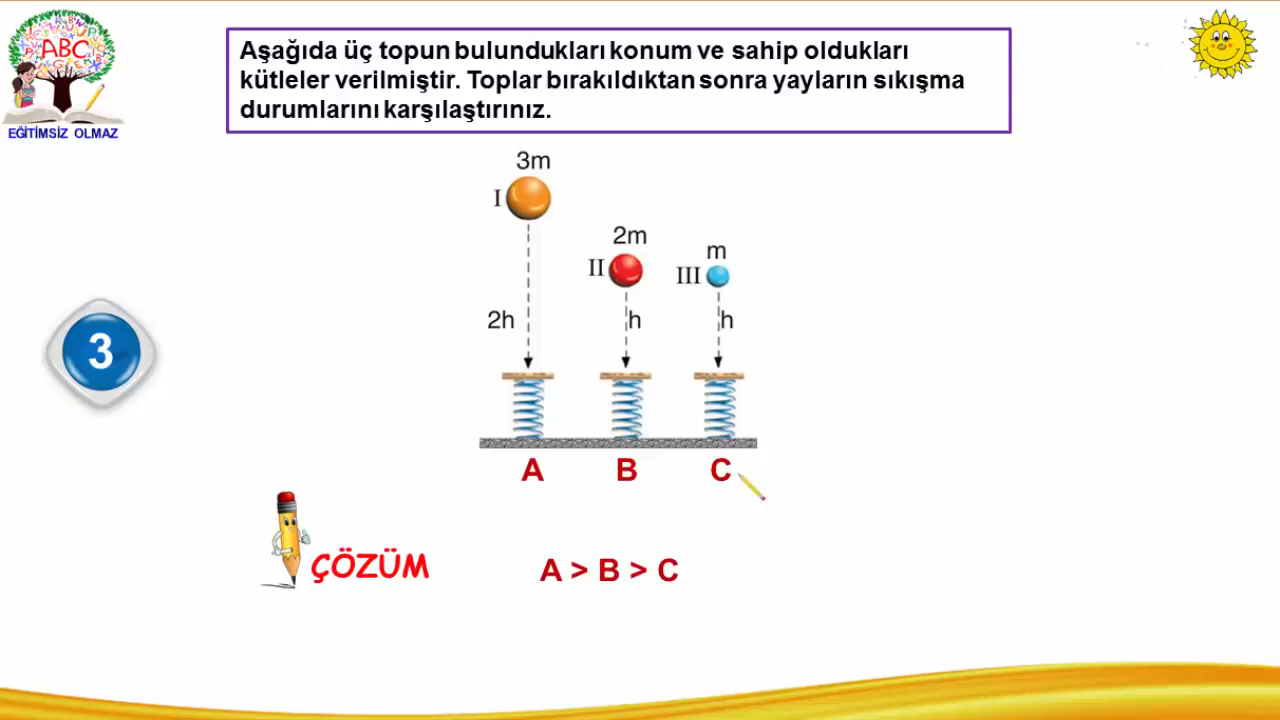 ABC
EĞİTİMSİZ OLMAZ
Aşağıda üç topun bulundukları konum ve sahip oldukları
kütleler verilmiştir. Toplar bırakıldıktan sonra yayların sıkışma
durumlarını karşılaştırınız.
3m
I
2m
II
m
III
2h
h
h
3
A B C
ÇÖZÜM
A > B > C